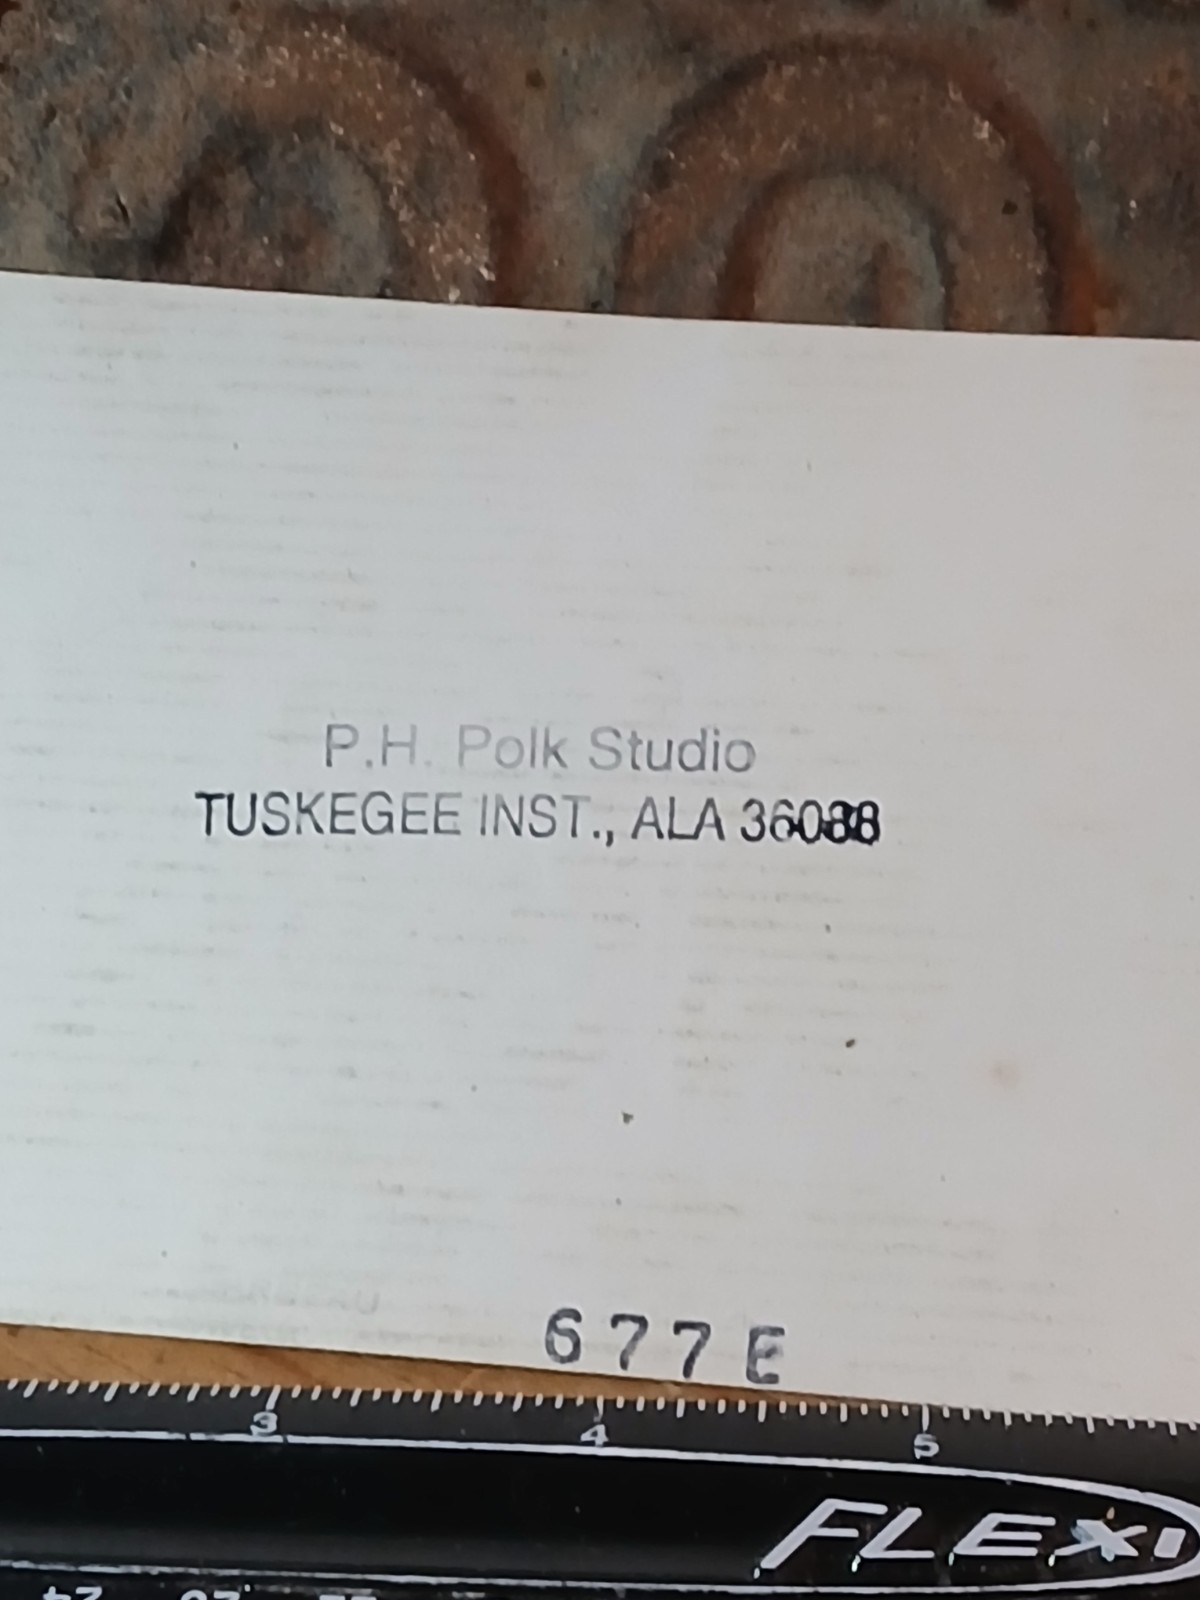 P.H. Polk Studio
TUSKEGEE INST., ALA 36088
677E
3 4 5
FLEXI